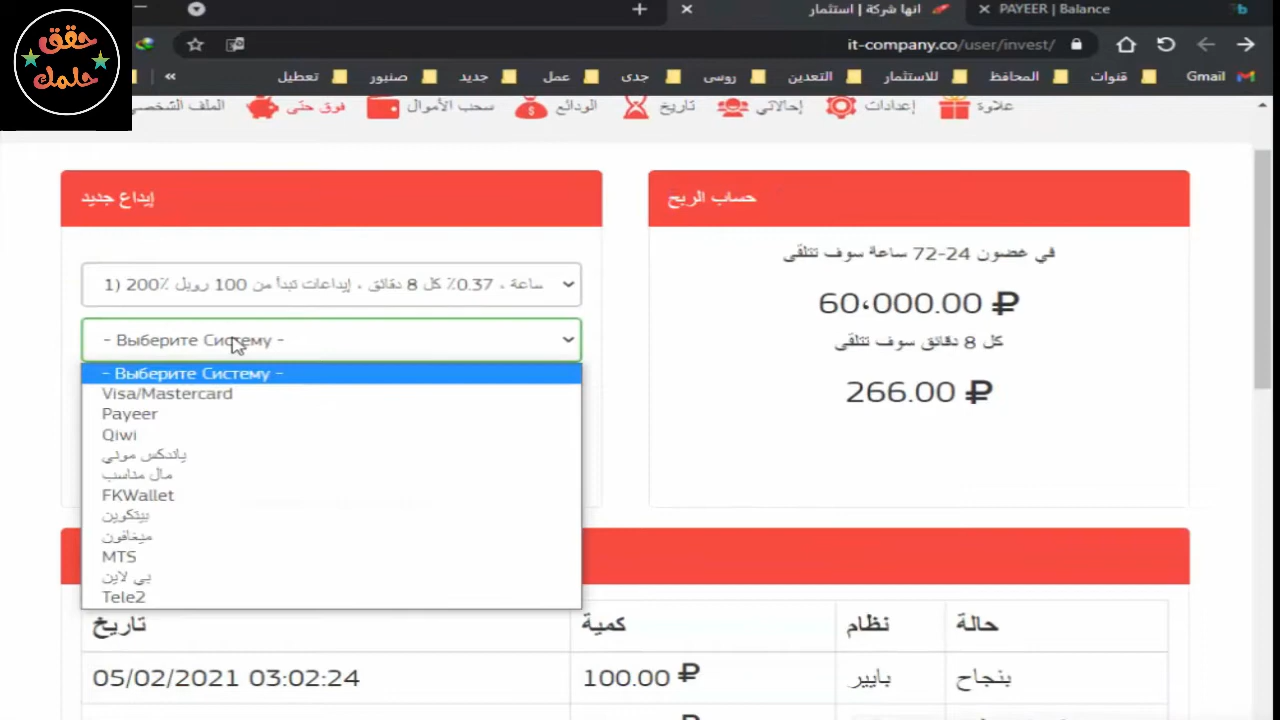 حقق
حلمك
انها شركة | استثمار
PAYEER | Balance
it-company.co/user/invest/
تعطيل
صنبور
جديد
عمل
جدى
روسى
التعدين
للاستثمار
المحافظ
قنوات
Gmail
الملف الشخصي
فوق حتى
سحب الأموال
الودائع
تاريخ
إحالاتي
إعدادات
علاوة
إيداع جديد
1) 200٪ ساعة ، 0.37٪ كل 8 دقائق ، إيداعات تبدأ من 100 روبل
- Выберите Систему -
- Выберите Систему -
Visa/Mastercard
Payeer
Qiwi
ياندكس موني
مال مناسب
FKWallet
بيتكوين
ميغافون
MTS
بي لاين
Tele2
حساب الربح
في غضون 24-72 ساعة سوف تتلقى
60،000.00 ₽
كل 8 دقائق سوف تتلقى
266.00 ₽
تاريخ
كمية
نظام
حالة
05/02/2021 03:02:24
100.00 ₽
بايير
بنجاح